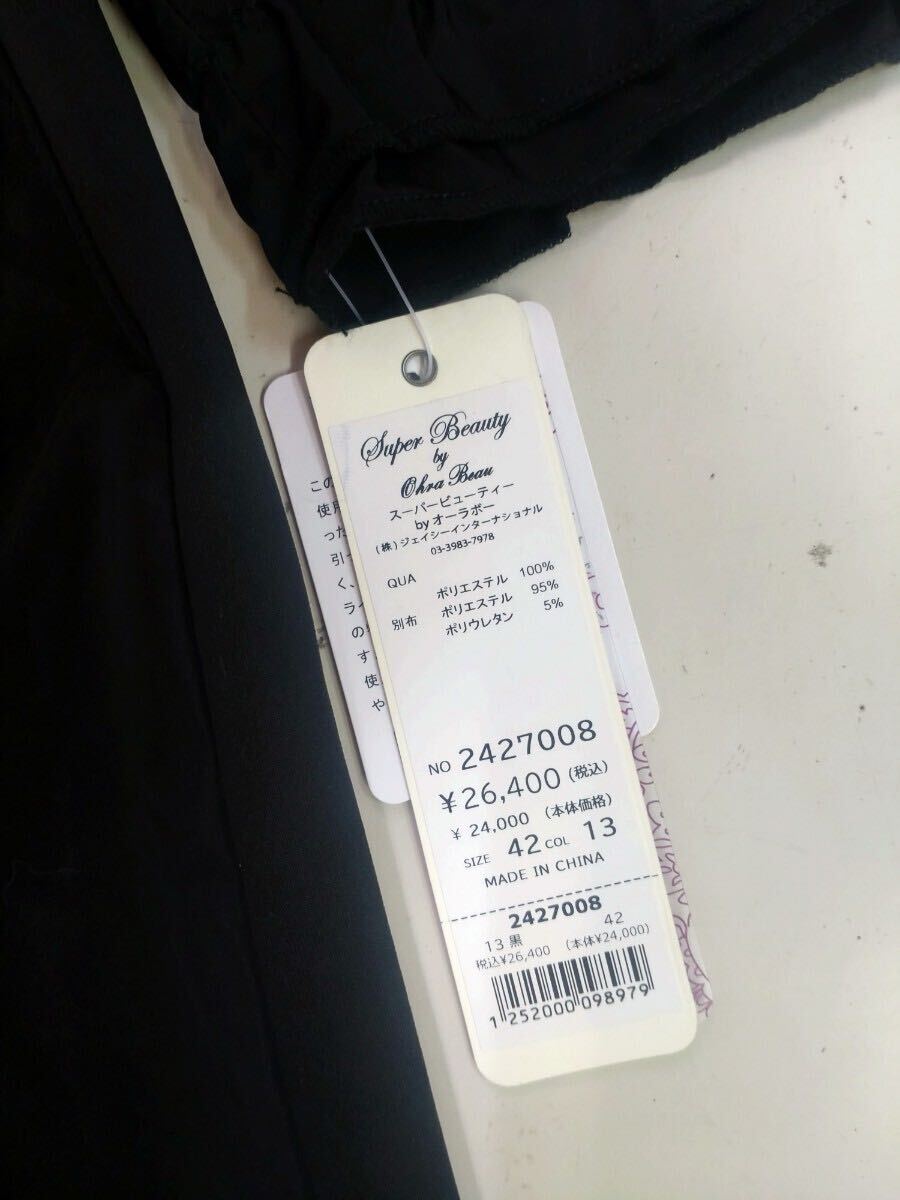 Super Beauty
by
Ohra Beau
スーパービューティー
byオーラボー
(株)ジェイシーインターナショナル
03-3983-7978
QUA ポリエステル 100%
別布 ポリエステル 95%
ポリウレタン 5%
NO 2427008
¥26,400(税込)
¥ 24,000 (本体価格)
SIZE 42 COL 13
MADE IN CHINA
2427008
13 黒 42
税込¥26,400 (本体¥24,000)
1 252000 098979
この
使用
った
引
く、
ライ
の
す
使
や